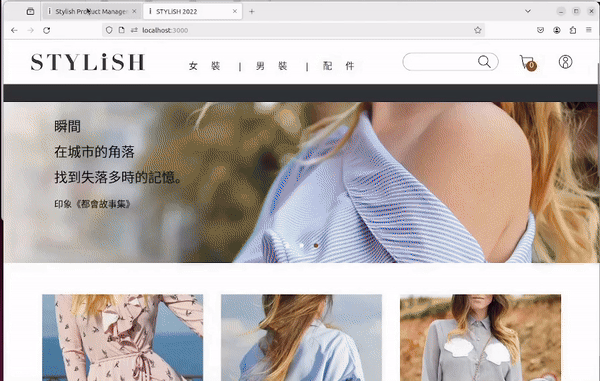 Stylish Product Manager
STYLiSH 2022
localhost:3000
STYLiSH
女裝 | 男裝 | 配件
0
瞬間
在城市的角落
找到失落多時的記憶。
印象《都會故事集》